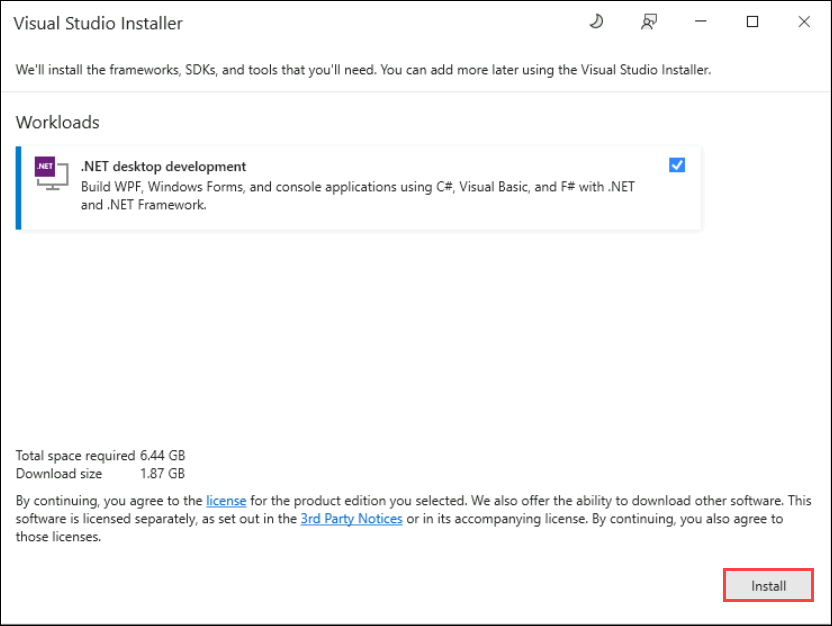 Visual Studio Installer
We'll install the frameworks, SDKs, and tools that you'll need. You can add more later using the Visual Studio Installer.
Workloads
.NET
.NET desktop development
Build WPF, Windows Forms, and console applications using C#, Visual Basic, and F# with .NET
and .NET Framework.
Total space required 6.44 GB
Download size 1.87 GB
By continuing, you agree to the license for the product edition you selected. We also offer the ability to download other software. This
software is licensed separately, as set out in the 3rd Party Notices or in its accompanying license. By continuing, you also agree to
those licenses.
Install